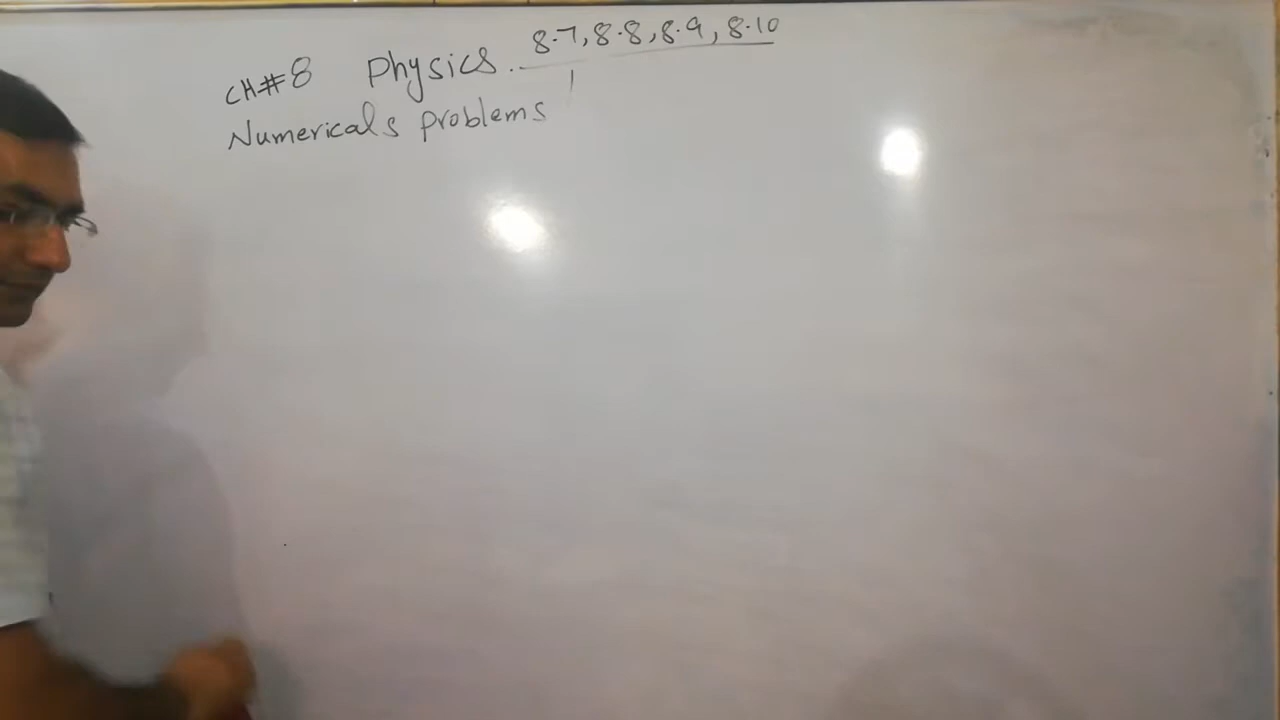 CH#8 Physics. 8.7, 8.8, 8.9, 8.10
Numericals problems